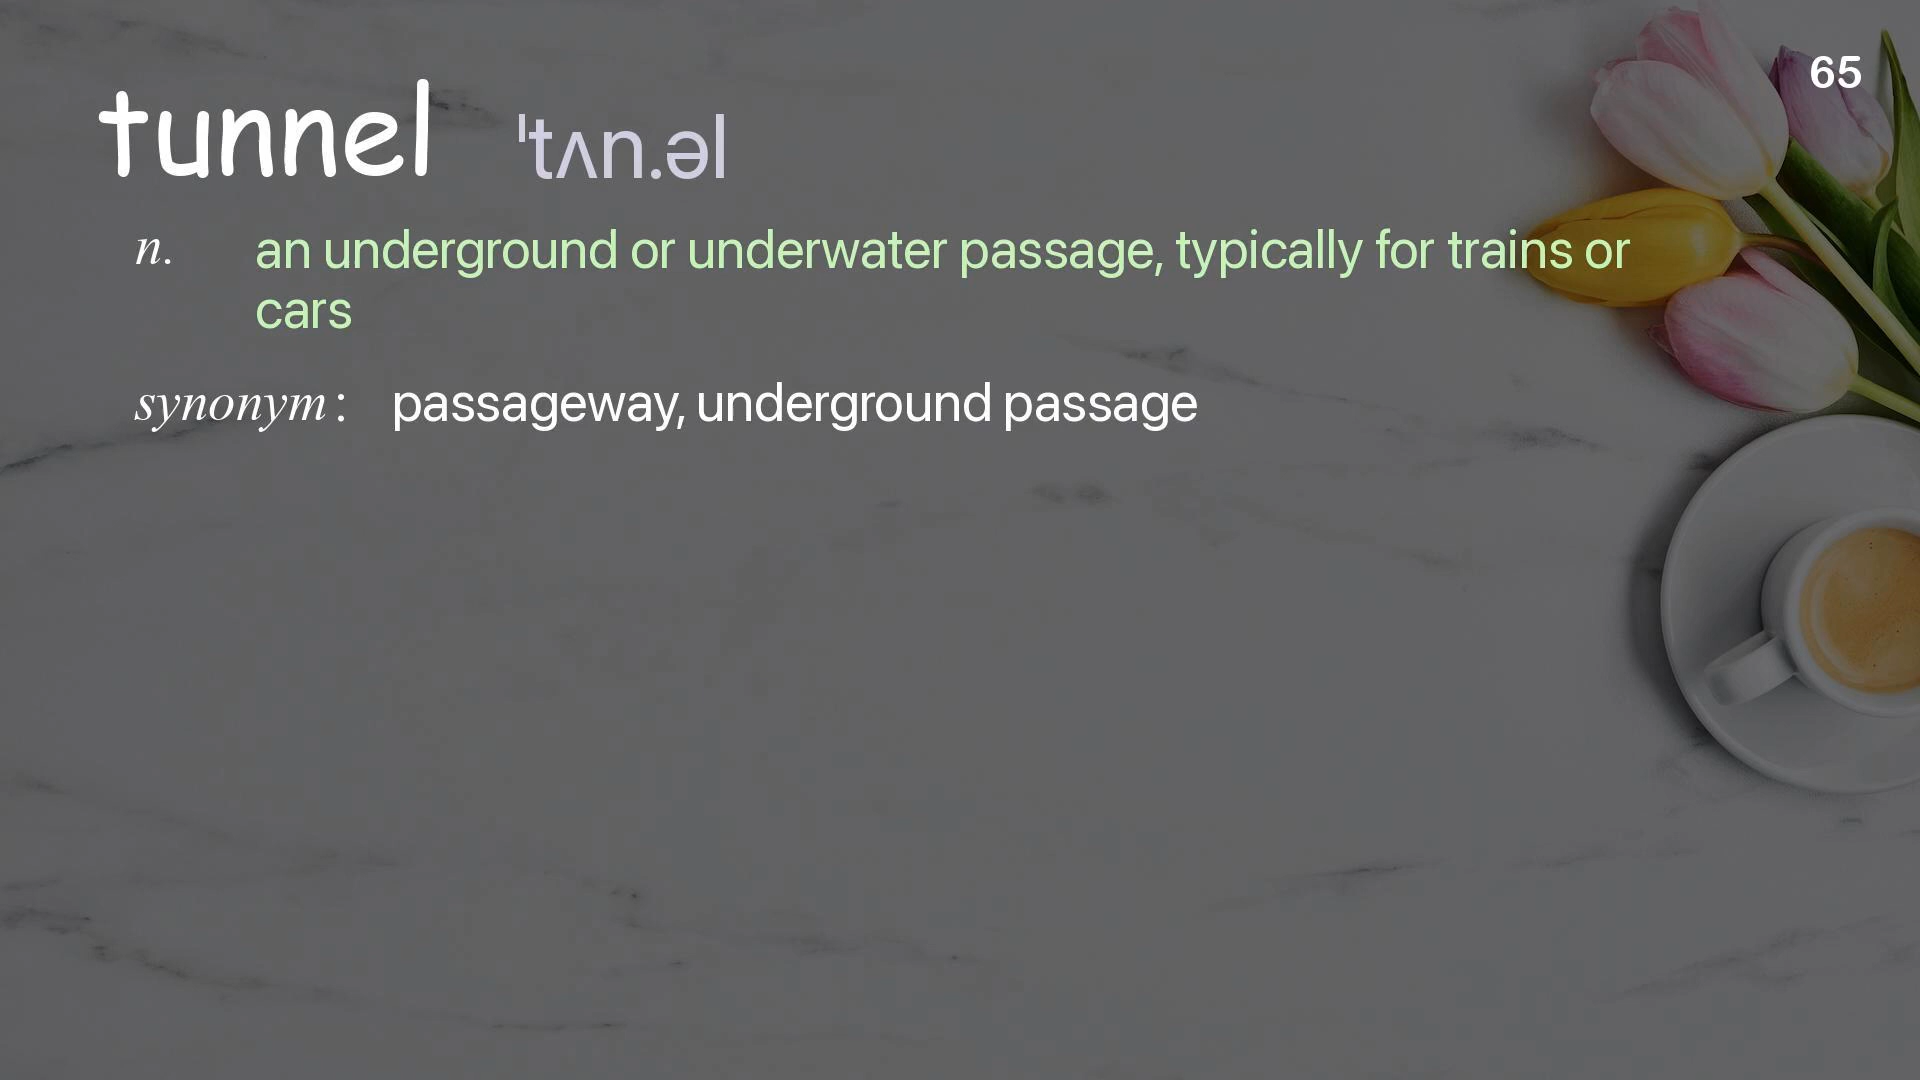 65
tunnel ˈtʌn.əl
n. an underground or underwater passage, typically for trains or
cars
synonym: passageway, underground passage